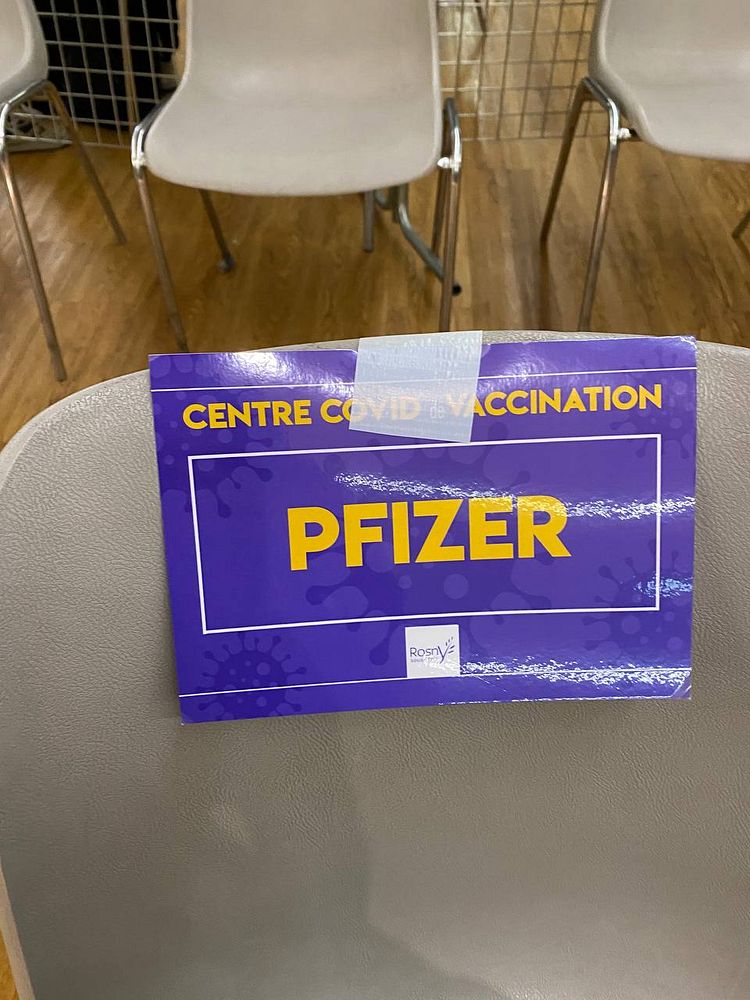 CENTRE COVID de VACCINATION
PFIZER
Rosny